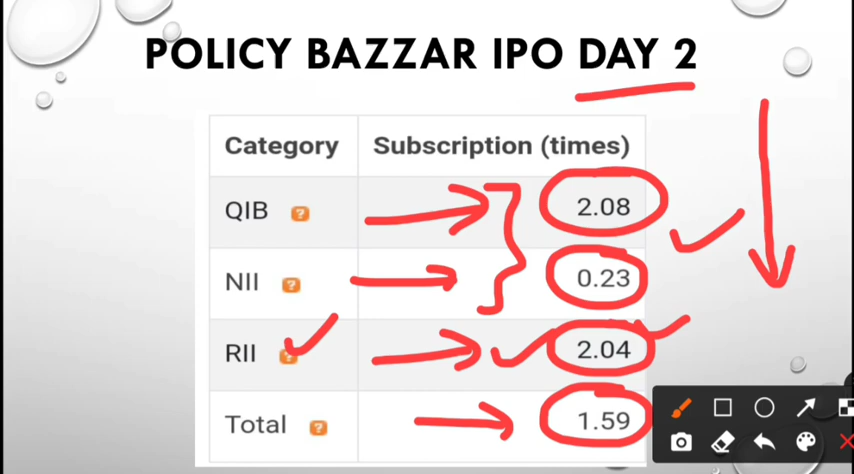 POLICY BAZZAR IPO DAY 2
Category Subscription (times)
QIB ? 2.08
NII ? 0.23
RII ? 2.04
Total ? 1.59